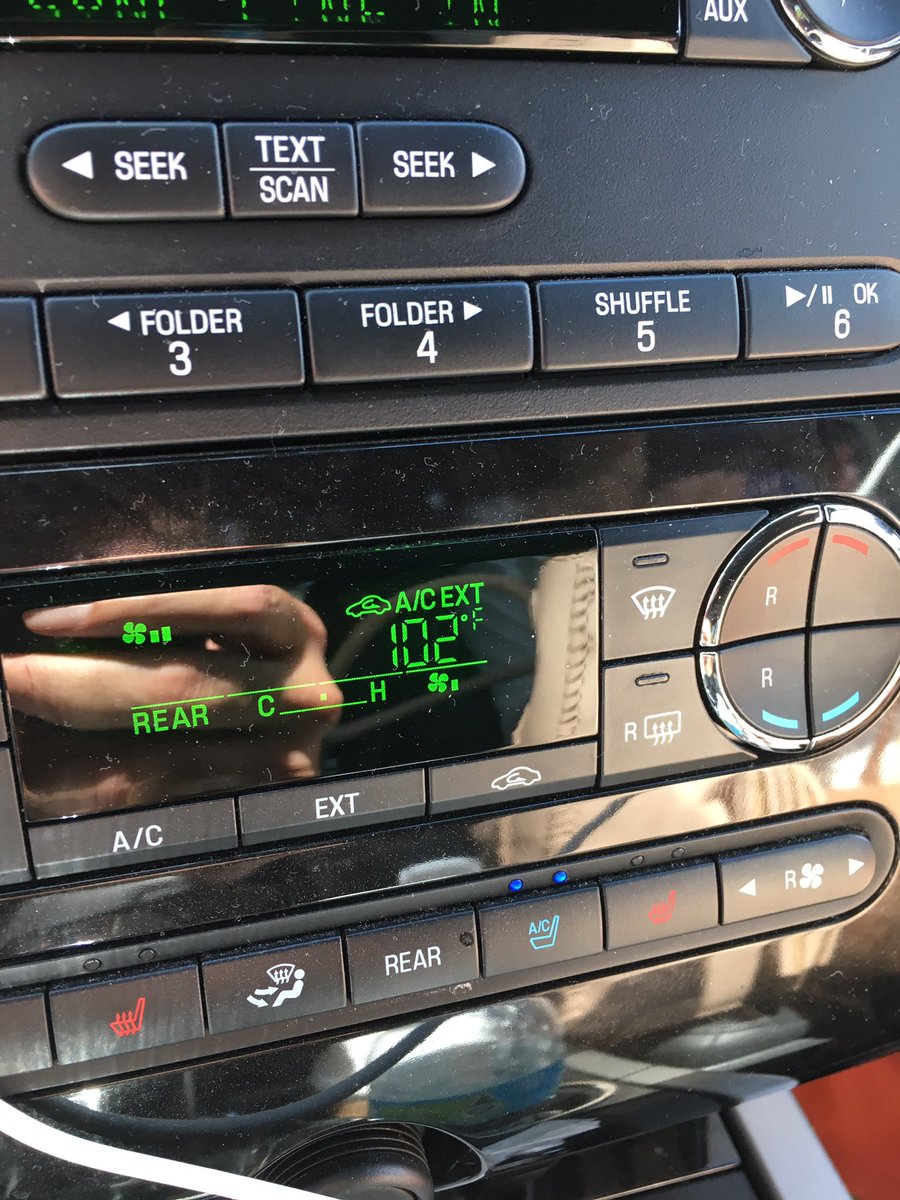 AUX
SEEK
TEXT
SCAN
SEEK
FOLDER
3
FOLDER
4
SHUFFLE
5
OK
6
A/C EXT
102°F
REAR C H
R
R
R
A/C
EXT
R
A/C
REAR